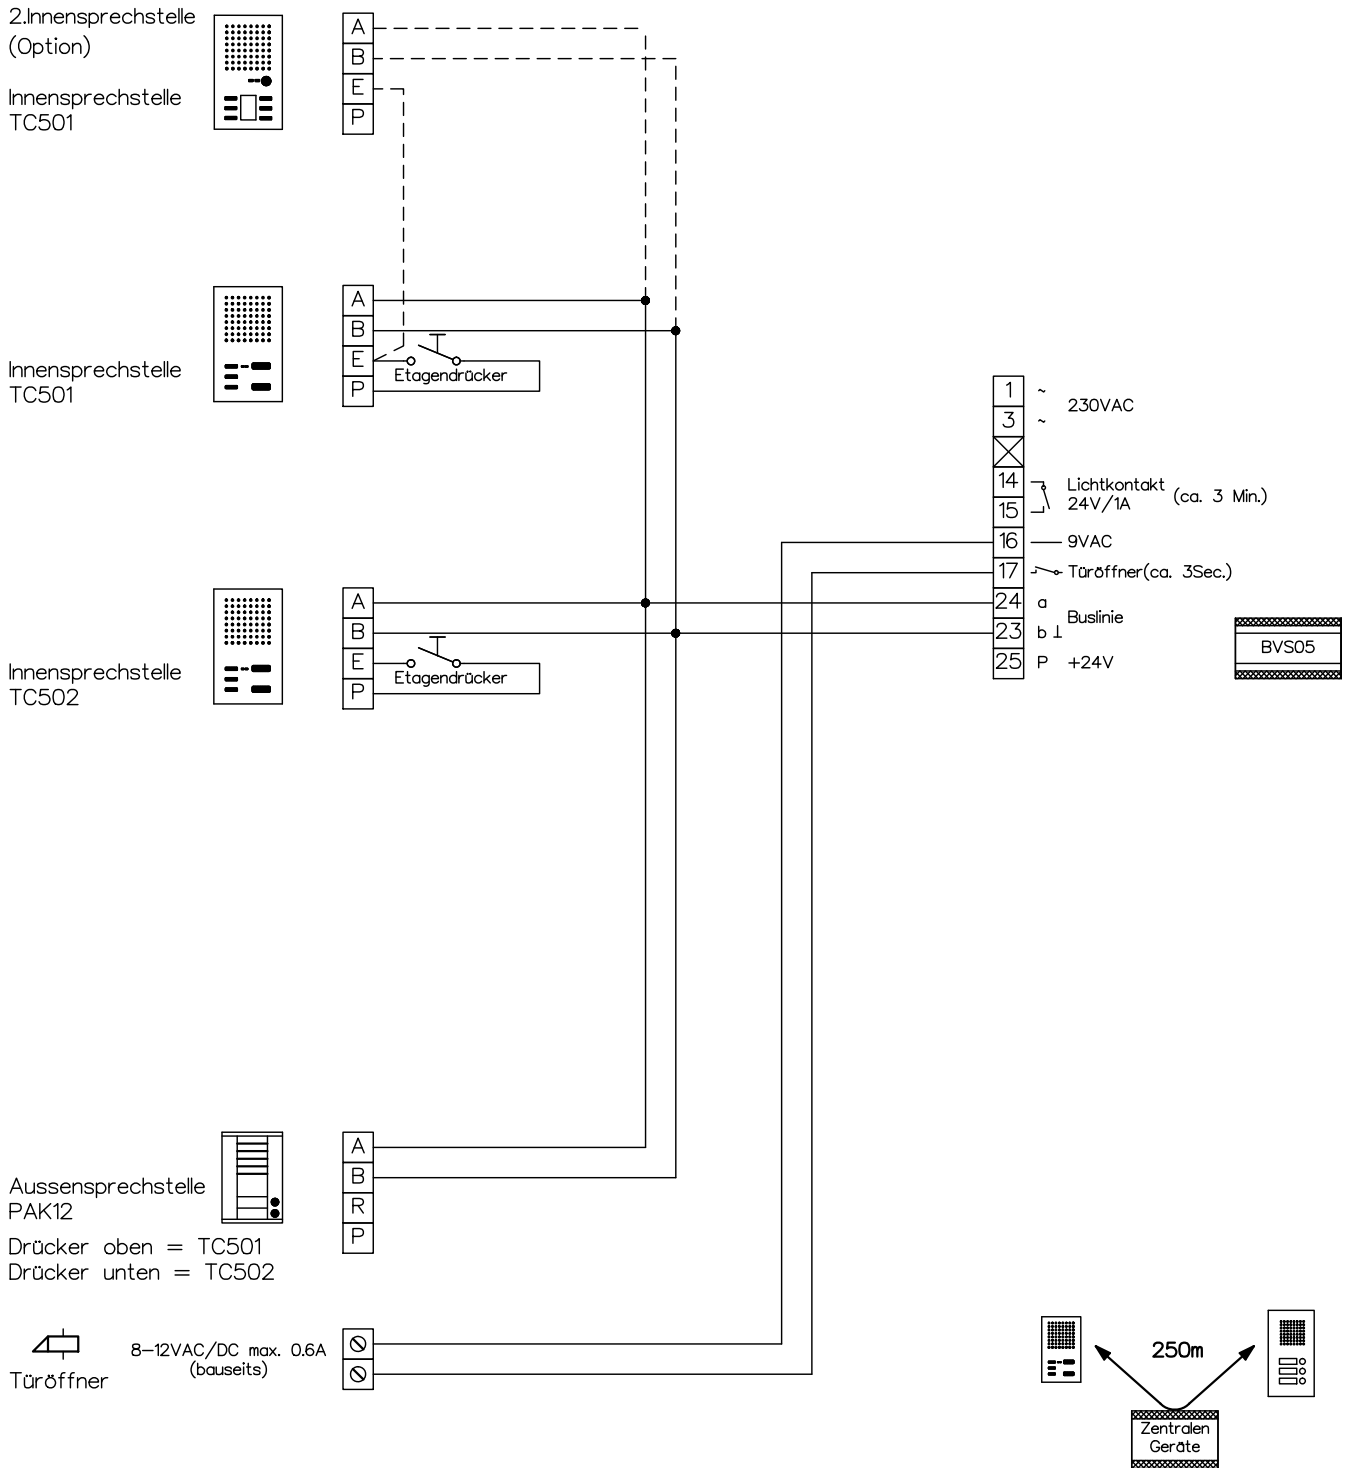 2.Innensprechstelle
(Option)
Innensprechstelle
TC501
A
B
E
P
Innensprechstelle
TC501
A
B
E
P
Etagendrücker
1 ~
3 ~
230VAC
14
15
Lichtkontakt
24V/1A
(ca. 3 Min.)
16
9VAC
17
Türöffner(ca. 3Sec.)
24 a
23 b ⊥
Buslinie
25 P +24V
BVS05
Innensprechstelle
TC502
A
B
E
P
Etagendrücker
Aussensprechstelle
PAK12
Drücker oben = TC501
Drücker unten = TC502
A
B
R
P
Türöffner
8-12VAC/DC max. 0.6A
(bauseits)
250m
Zentralen
Geräte